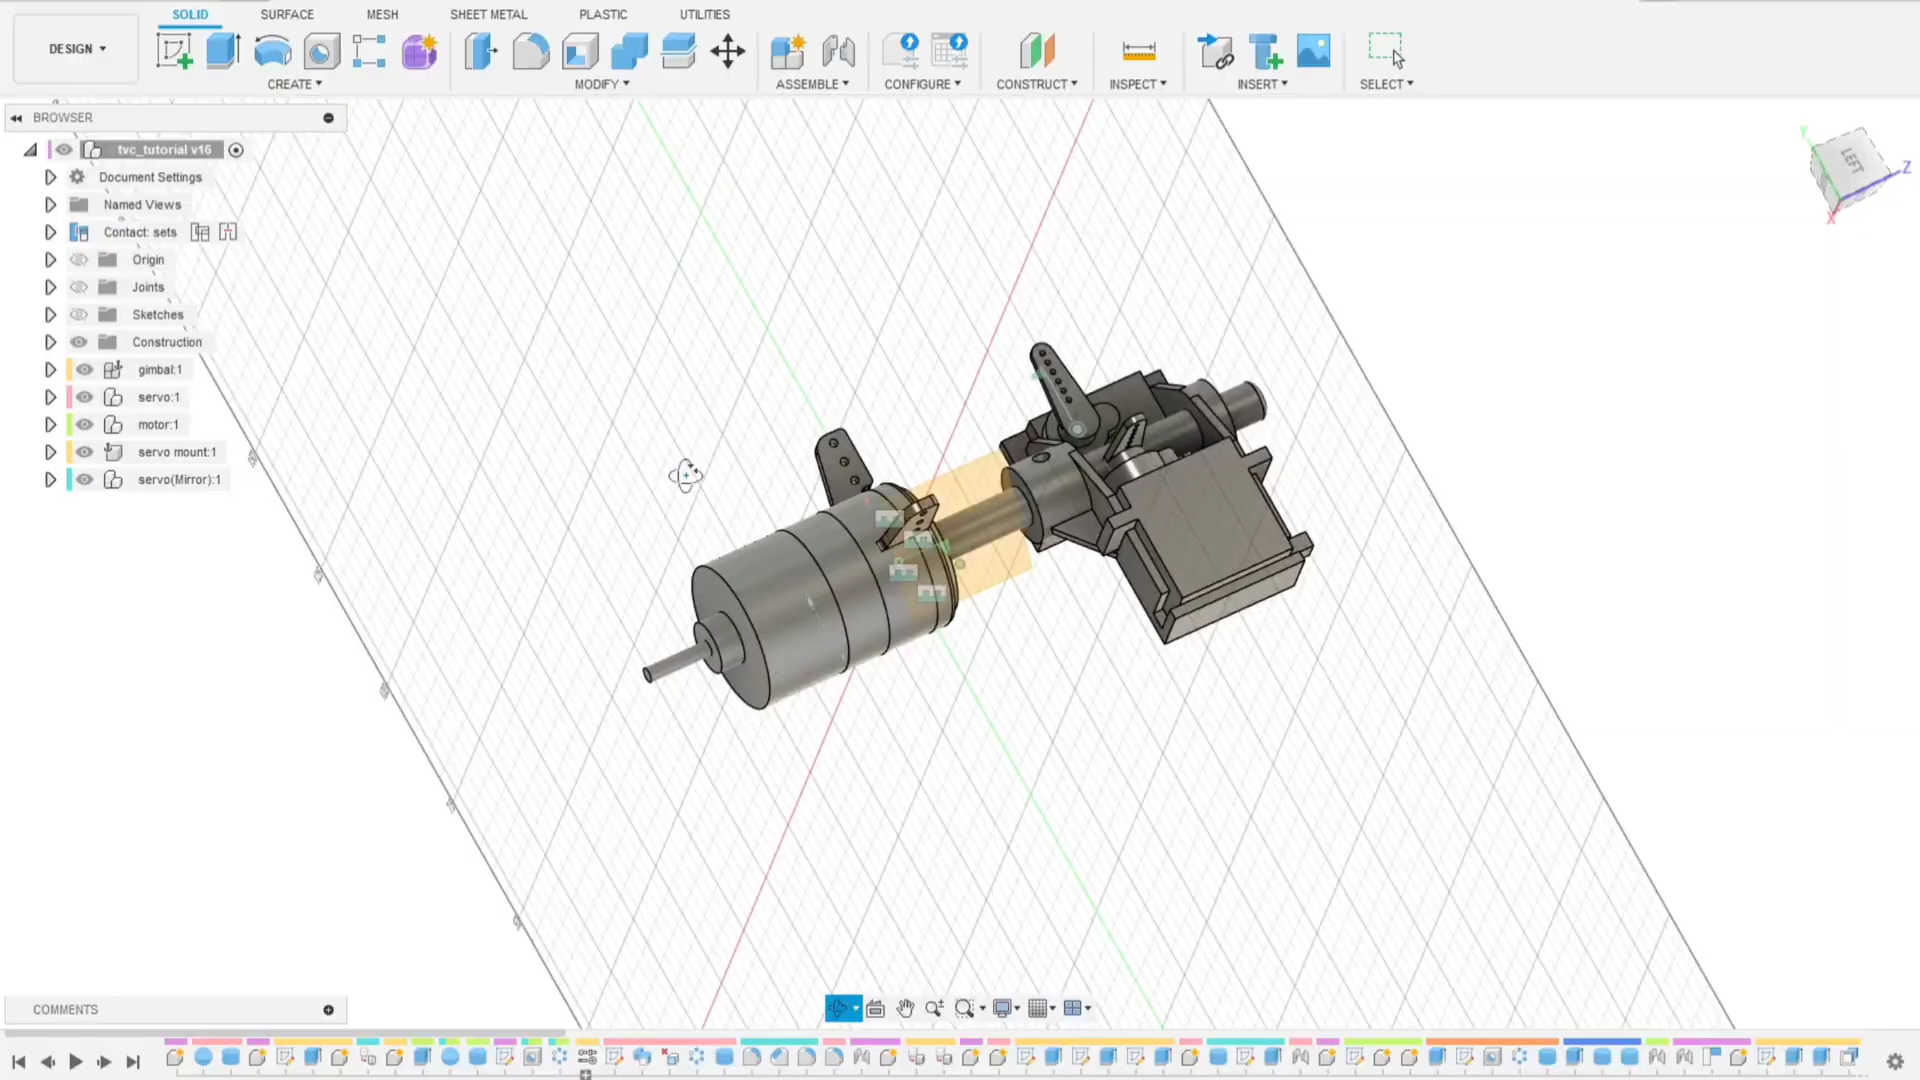 SOLID SURFACE MESH SHEET METAL PLASTIC UTILITIES
DESIGN
CREATE MODIFY ASSEMBLE CONFIGURE CONSTRUCT INSPECT INSERT SELECT
BROWSER
tvc_tutorial v16
Document Settings
Named Views
Contact: sets
Origin
Joints
Sketches
Construction
gimbal:1
servo:1
motor:1
servo mount:1
servo(Mirror):1
Y
LEFT
Z
X
COMMENTS